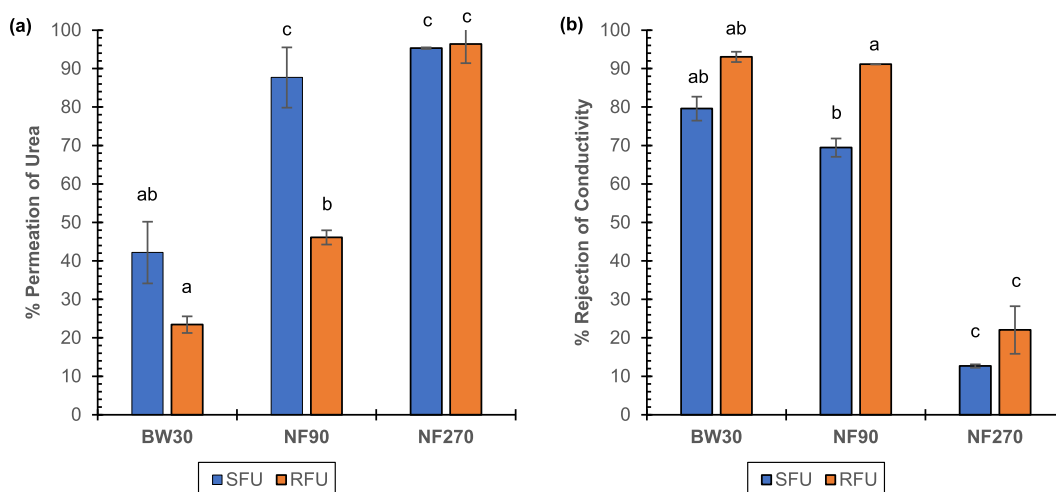 (a)
% Permeation of Urea
100
90
80
70
60
50
40
30
20
10
0
ab
a
c
b
c
c
BW30
NF90
NF270
SFU
RFU
(b)
% Rejection of Conductivity
100
90
80
70
60
50
40
30
20
10
0
ab
ab
b
a
c
c
BW30
NF90
NF270
SFU
RFU